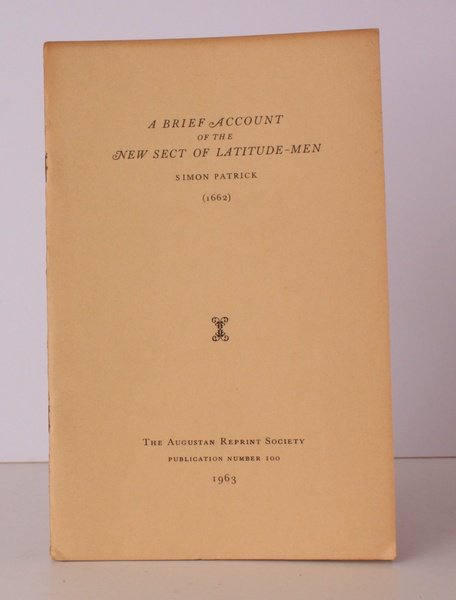 A BRIEF ACCOUNT
OF THE
NEW SECT OF LATITUDE-MEN
SIMON PATRICK
(1662)
THE AUGUSTAN REPRINT SOCIETY
PUBLICATION NUMBER 100
1963